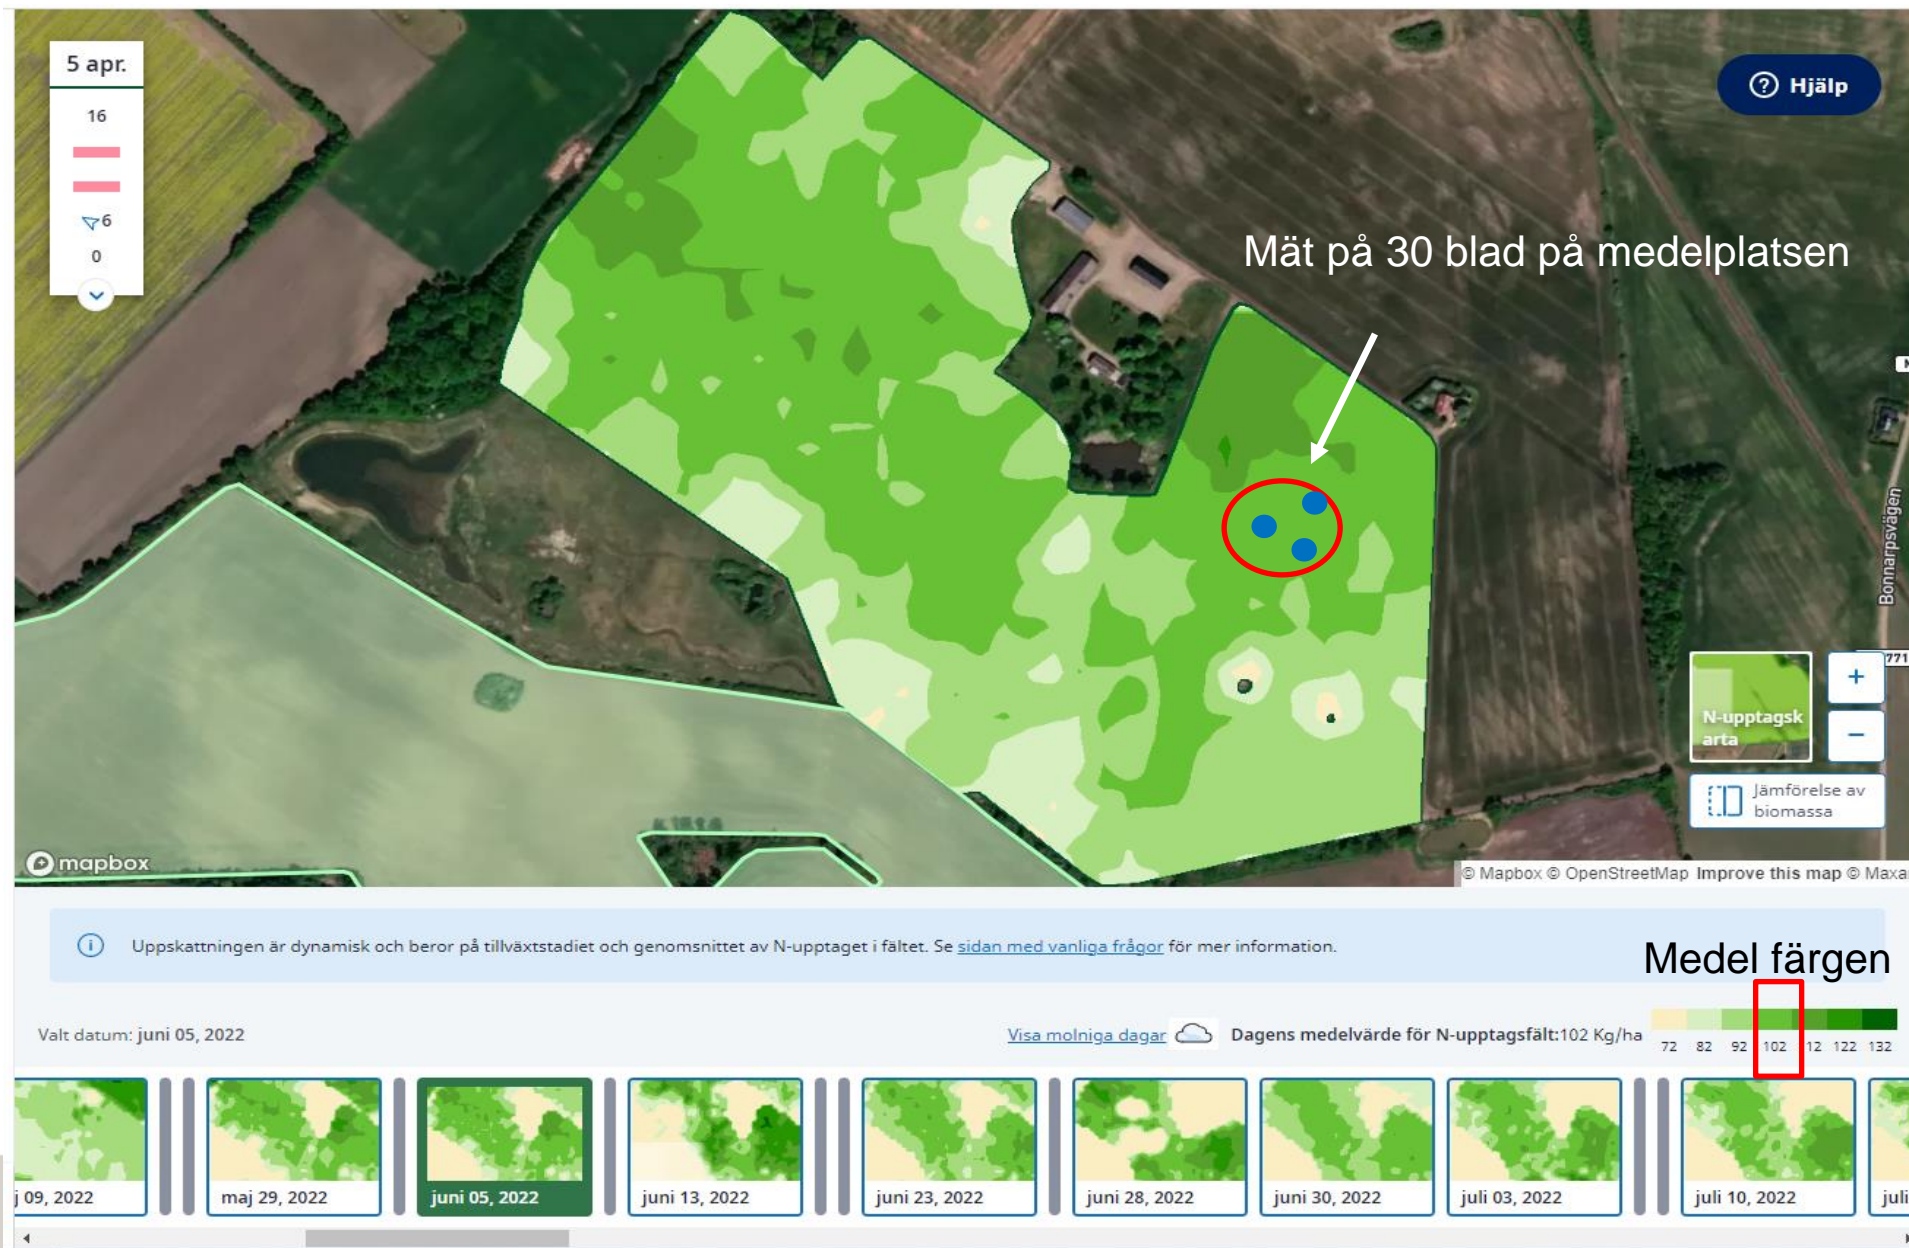 5 apr.
16
6
0
Hjälp
Mät på 30 blad på medelplatsen
Bonnarpsvägen
771
N-upptagsk
arta
+
−
Jämförelse av
biomassa
mapbox
© Mapbox © OpenStreetMap Improve this map © Maxar
Uppskattningen är dynamisk och beror på tillväxtstadiet och genomsnittet av N-upptaget i fältet. Se sidan med vanliga frågor för mer information.
Medel färgen
Valt datum: juni 05, 2022
Visa molniga dagar
Dagens medelvärde för N-upptagsfält:102 Kg/ha
72 82 92 102 12 122 132
j 09, 2022
maj 29, 2022
juni 05, 2022
juni 13, 2022
juni 23, 2022
juni 28, 2022
juni 30, 2022
juli 03, 2022
juli 10, 2022
juli